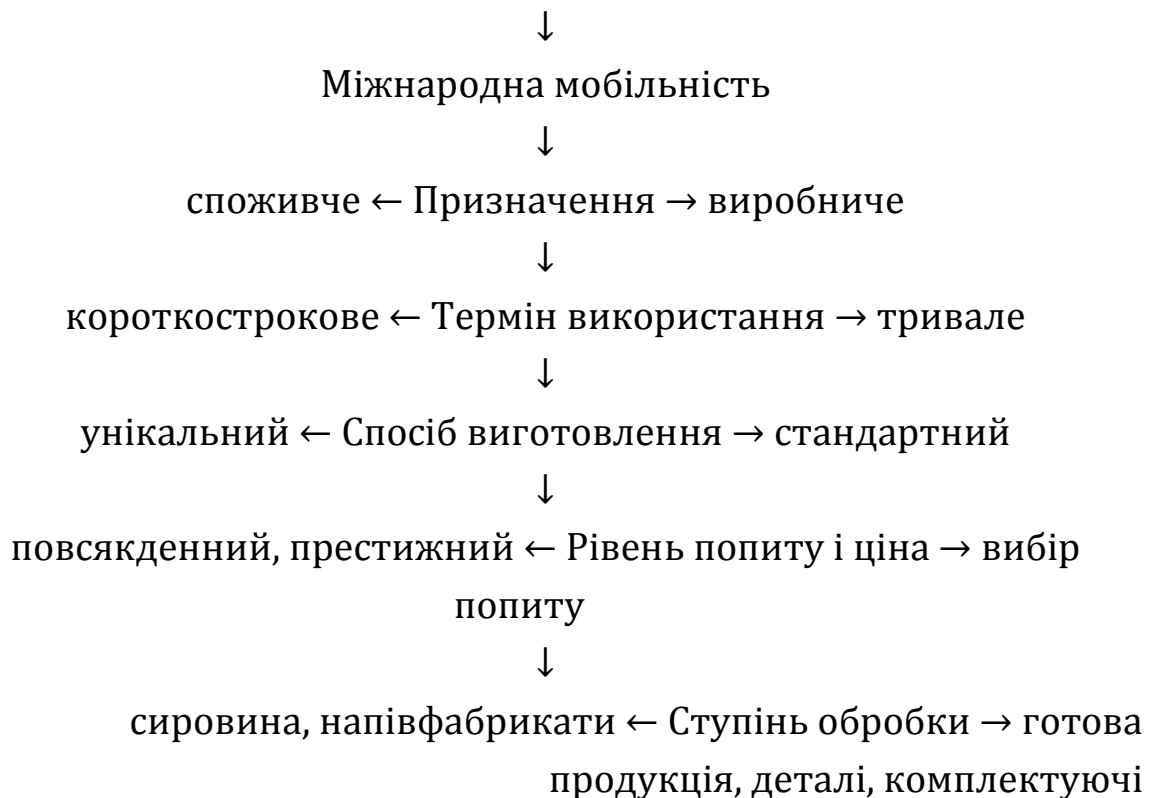 ↓
Міжнародна мобільність
↓
споживче ← Призначення → виробниче
↓
короткострокове ← Термін використання → тривале
↓
унікальний ← Спосіб виготовлення → стандартний
↓
повсякденний, престижний ← Рівень попиту і ціна → вибір
попиту
↓
сировина, напівфабрикати ← Ступінь обробки → готова
продукція, деталі, комплектуючі